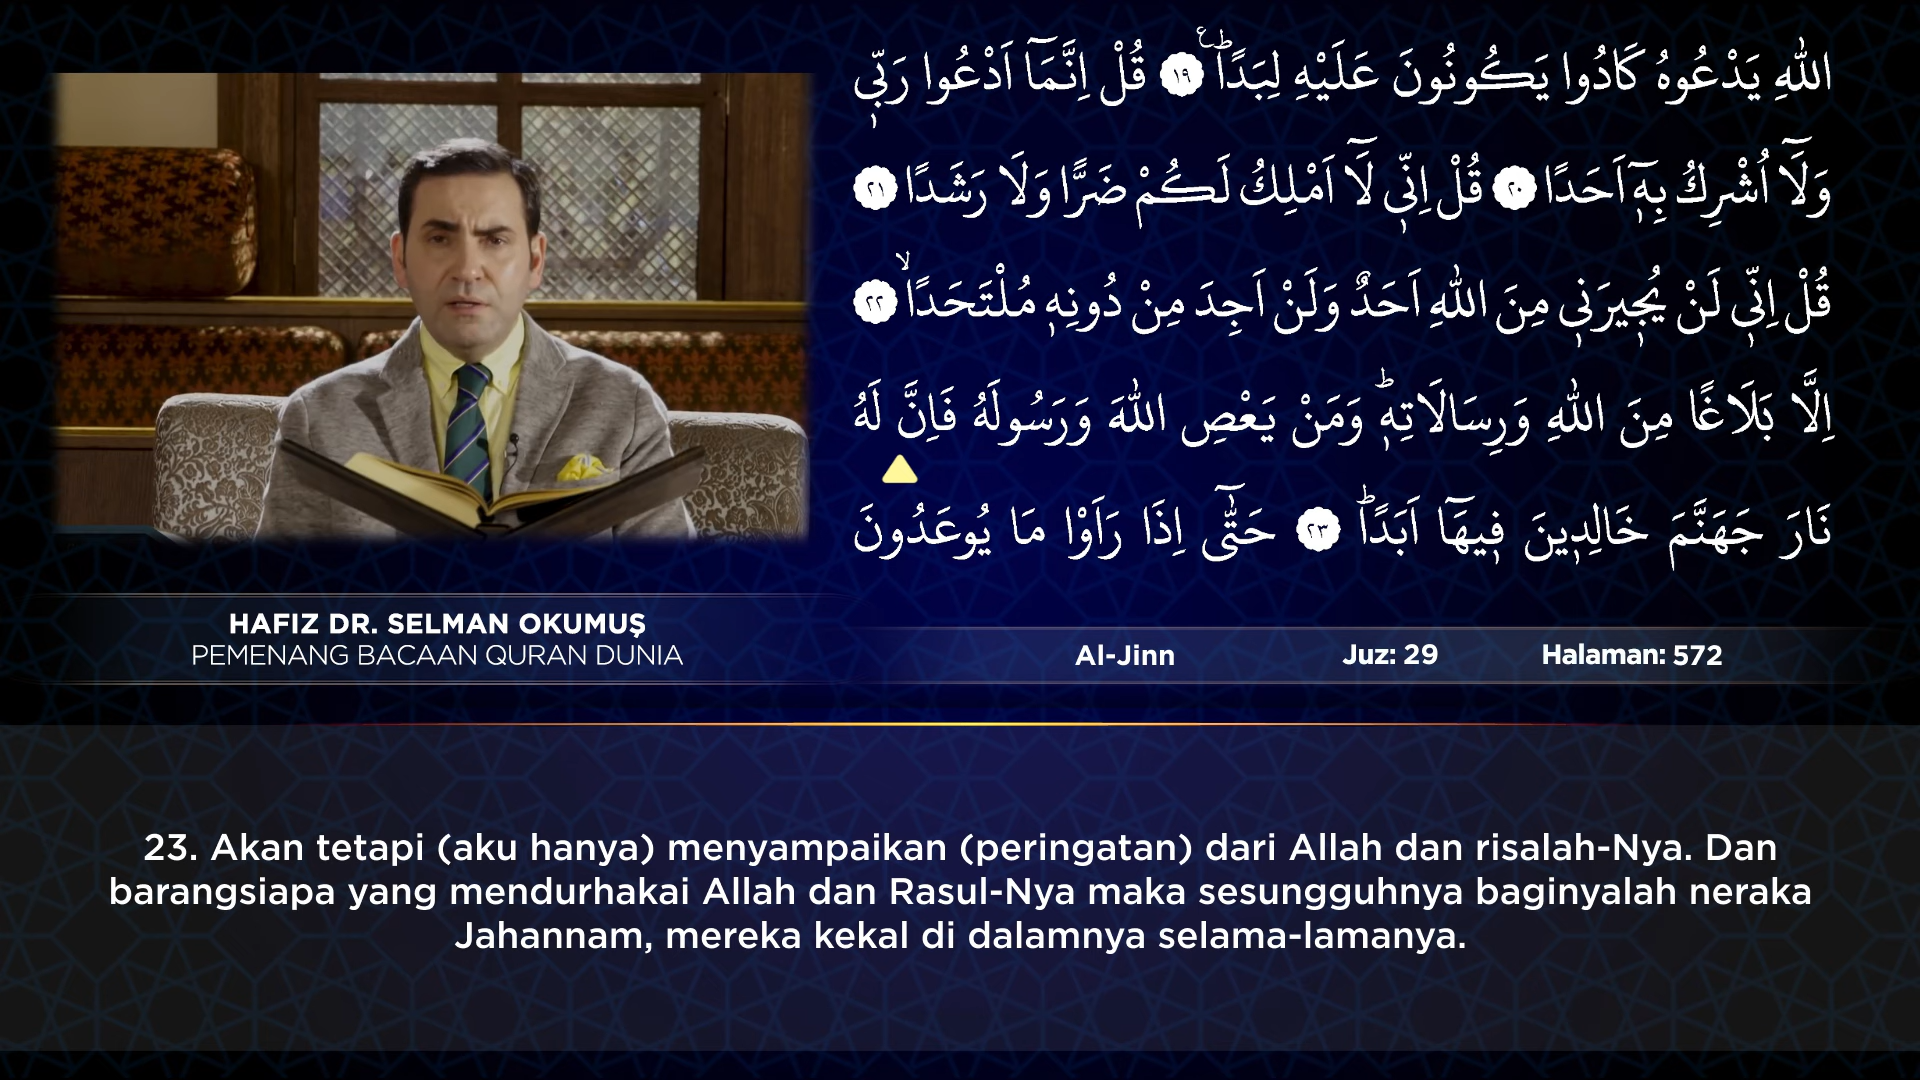 اللّٰهِ يَدْعُوهُ كَادُوا يَكُونُونَ عَلَيْهِ لِبَدًاۜ ۟ع ﴿١٩﴾ قُلْ اِنَّمَٓا اَدْعُوا رَبّ۪ي
وَلَٓا اُشْرِكُ بِه۪ٓ اَحَدًا ﴿٢٠﴾ قُلْ اِنّ۪ي لَٓا اَمْلِكُ لَكُمْ ضَرًّا وَلَا رَشَدًا ﴿٢١﴾
قُلْ اِنّ۪ي لَنْ يُج۪يرَن۪ي مِنَ اللّٰهِ اَحَدٌ وَلَنْ اَجِدَ مِنْ دُونِه۪ مُلْتَحَدًاۙ ﴿٢٢﴾
اِلَّا بَلَاغًا مِنَ اللّٰهِ وَرِسَالَاتِه۪ۜ وَمَنْ يَعْصِ اللّٰهَ وَرَسُولَهُ فَاِنَّ لَهُ
نَارَ جَهَنَّمَ خَالِد۪ينَ ف۪يهَٓا اَبَدًاۜ ﴿٢٣﴾ حَتّٰٓى اِذَا رَاَوْا مَا يُوعَدُونَ
HAFIZ DR. SELMAN OKUMUŞ
PEMENANG BACAAN QURAN DUNIA
Al-Jinn Juz: 29 Halaman: 572
23. Akan tetapi (aku hanya) menyampaikan (peringatan) dari Allah dan risalah-Nya. Dan
barangsiapa yang mendurhakai Allah dan Rasul-Nya maka sesungguhnya baginyalah neraka
Jahannam, mereka kekal di dalamnya selama-lamanya.